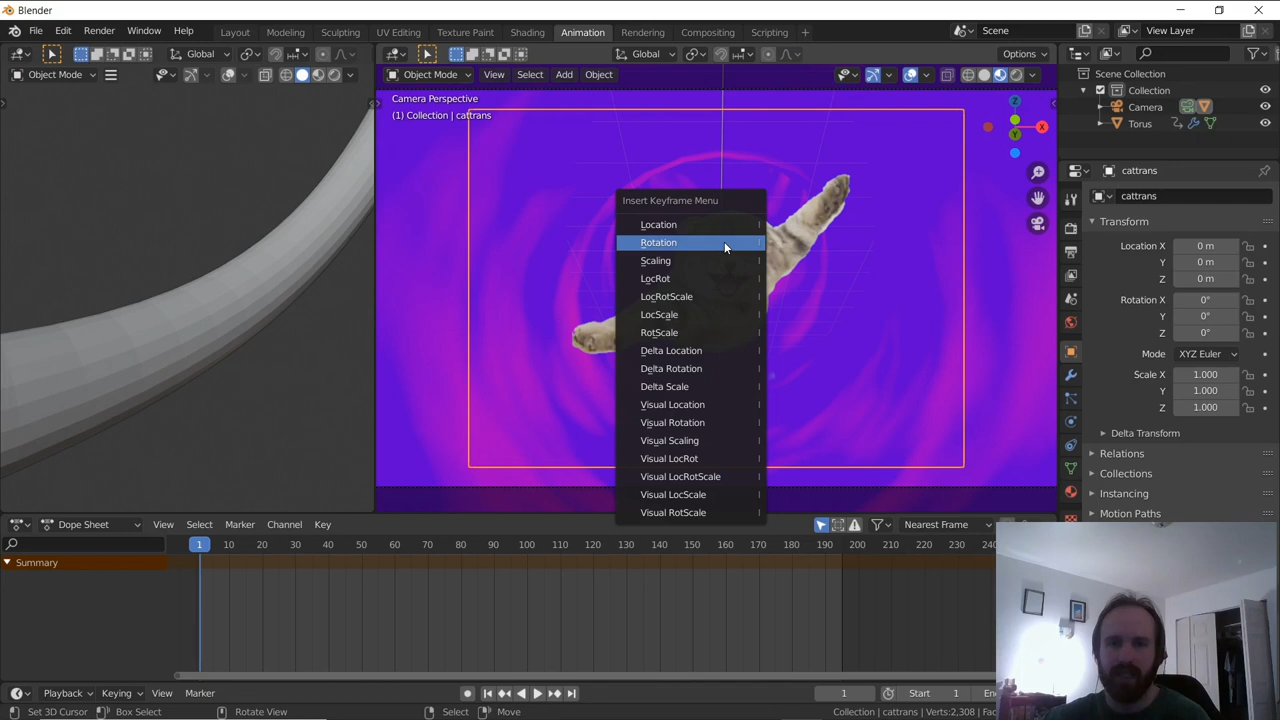 Blender
File Edit Render Window Help Layout Modeling Sculpting UV Editing Texture Paint Shading Animation Rendering Compositing Scripting + Scene View Layer
Global Global Options
Object Mode Object Mode View Select Add Object
Camera Perspective
(1) Collection | cattrans
Scene Collection
Collection
Camera
Torus
Z
X
Y
cattrans
cattrans
Transform
Location X 0 m
Y 0 m
Z 0 m
Rotation X 0°
Y 0°
Z 0°
Mode XYZ Euler
Scale X 1.000
Y 1.000
Z 1.000
Delta Transform
Relations
Collections
Instancing
Motion Paths
Insert Keyframe Menu
Location I
Rotation I
Scaling I
LocRot I
LocRotScale I
LocScale I
RotScale I
Delta Location I
Delta Rotation I
Delta Scale I
Visual Location I
Visual Rotation I
Visual Scaling I
Visual LocRot I
Visual LocRotScale I
Visual LocScale I
Visual RotScale I
Dope Sheet View Select Marker Channel Key Nearest Frame
1 10 20 30 40 50 60 70 80 90 100 110 120 130 140 150 160 170 180 190 200 210 220 230
Summary
Playback Keying View Marker 1 Start 1
Set 3D Cursor Box Select Rotate View Select Move Collection | cattrans | Verts:2,308 |